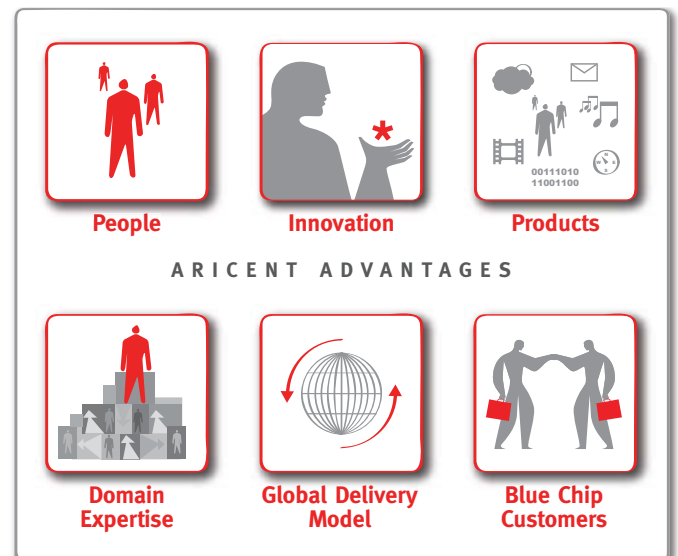 00111010
11001100
People
Innovation
Products
ARICENT ADVANTAGES
Domain
Expertise
Global Delivery
Model
Blue Chip
Customers